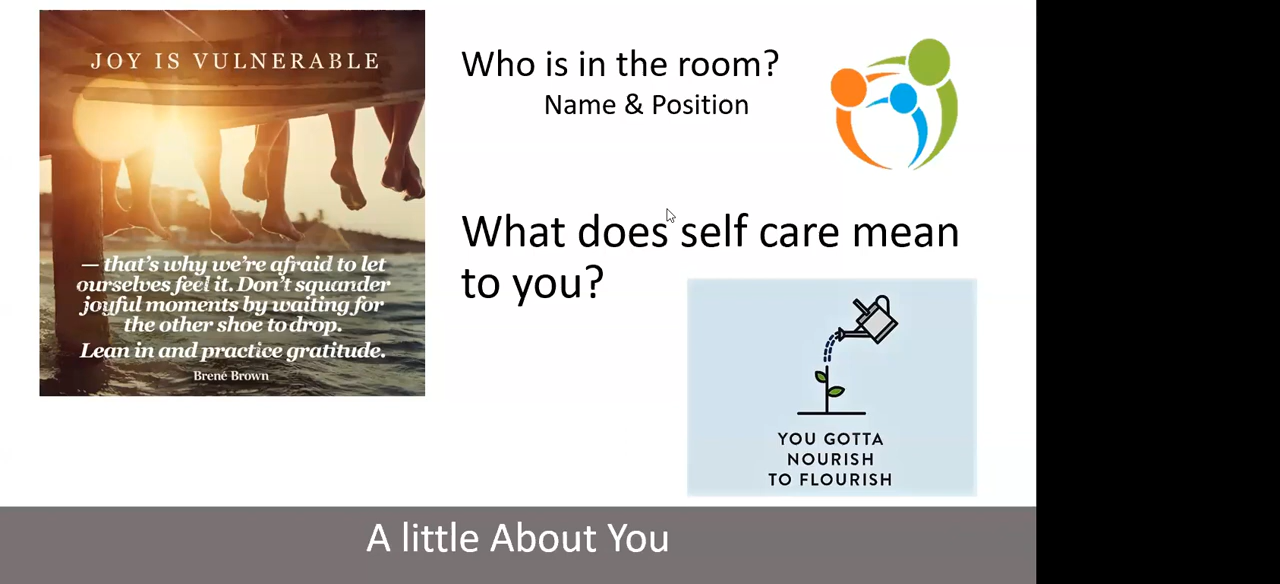 JOY IS VULNERABLE
— that's why we're afraid to let
ourselves feel it. Don't squander
joyful moments by waiting for
the other shoe to drop.
Lean in and practice gratitude.
Brené Brown
Who is in the room?
Name & Position
What does self care mean
to you?
YOU GOTTA
NOURISH
TO FLOURISH
A little About You